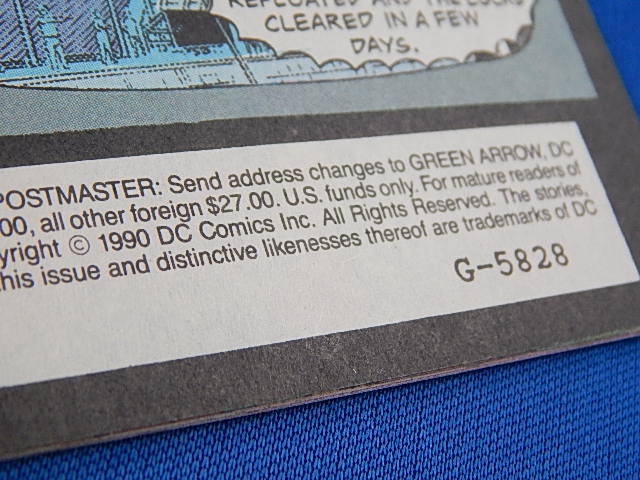 REFLOATED AND THE LOCKS
CLEARED IN A FEW
DAYS.
POSTMASTER: Send address changes to GREEN ARROW, DC
00, all other foreign $27.00. U.S. funds only. For mature readers of
yright © 1990 DC Comics Inc. All Rights Reserved. The stories,
this issue and distinctive likenesses thereof are trademarks of DC
G-5828